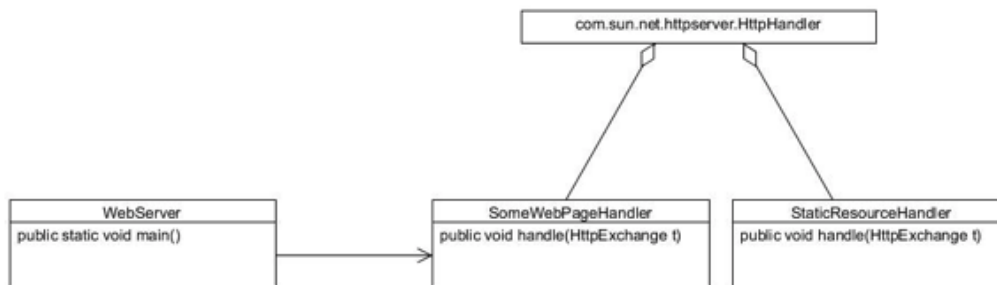 com.sun.net.httpserver.HttpHandler
WebServer
public static void main()
SomeWebPageHandler
public void handle(HttpExchange t)
StaticResourceHandler
public void handle(HttpExchange t)